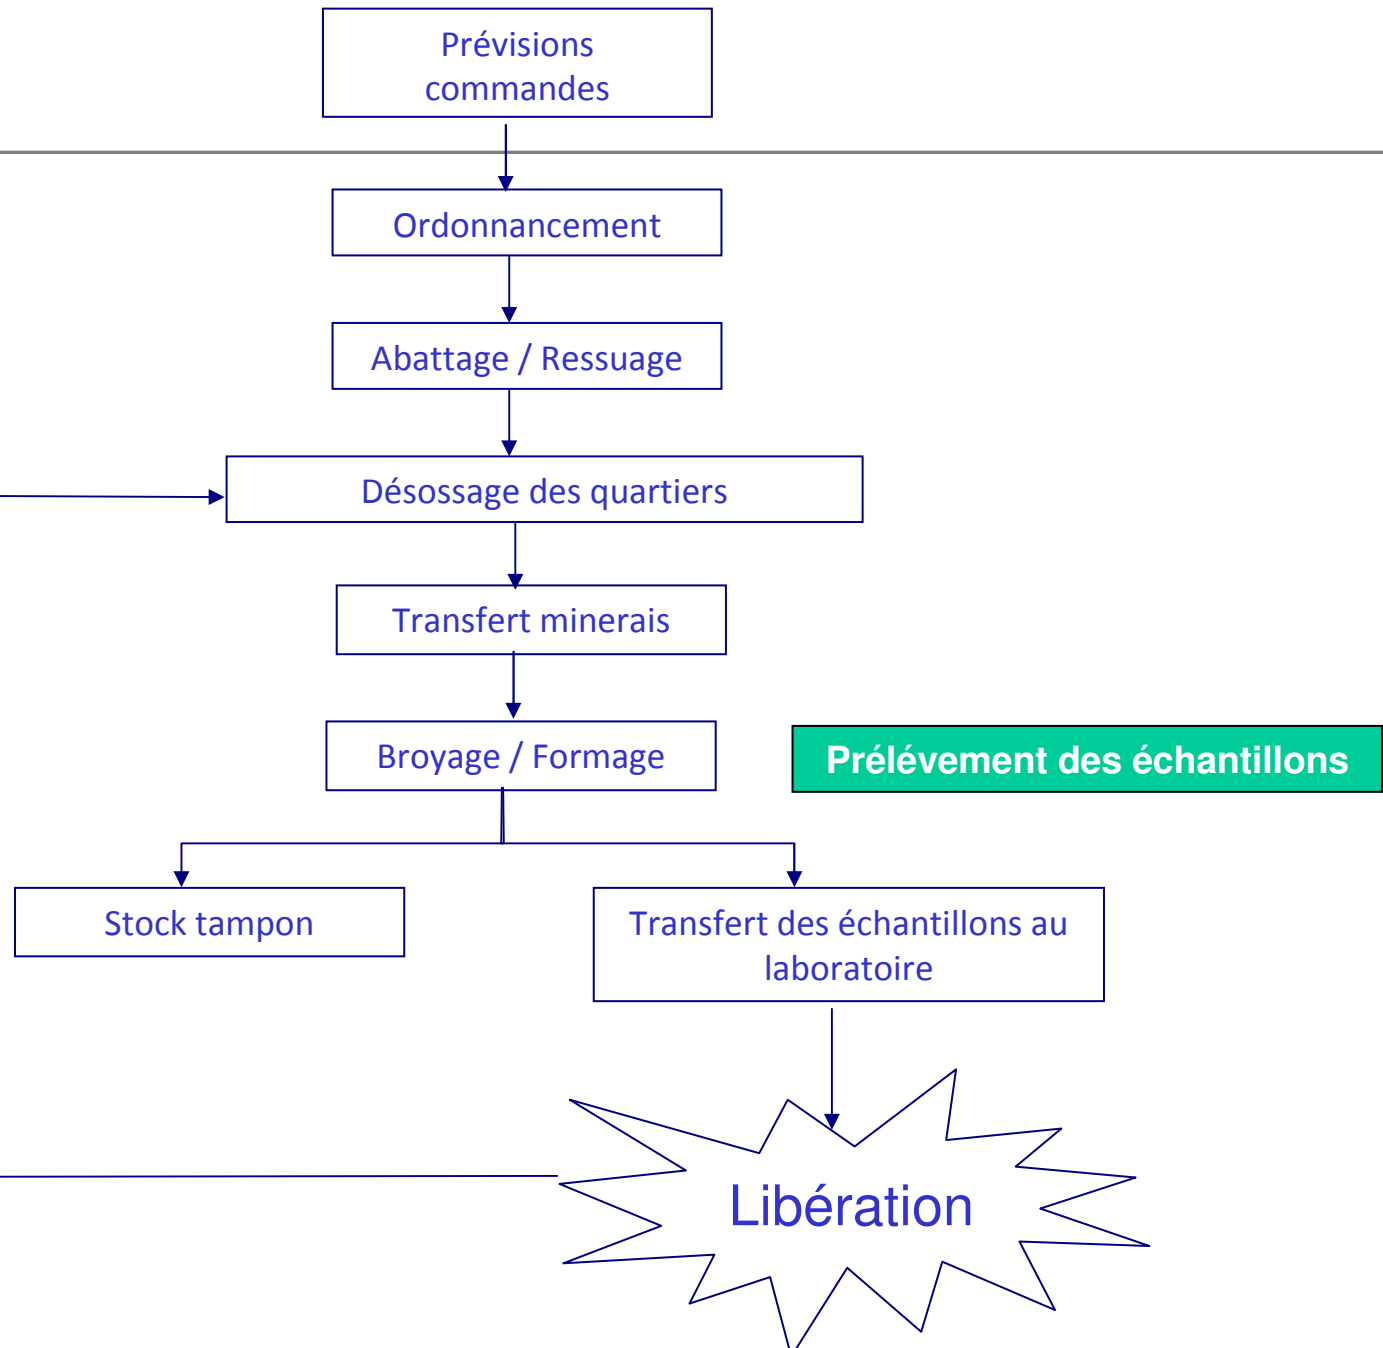 Prévisions
commandes
Ordonnancement
Abattage / Ressuage
Désossage des quartiers
Transfert minerais
Broyage / Formage
Prélévement des échantillons
Stock tampon
Transfert des échantillons au
laboratoire
Libération